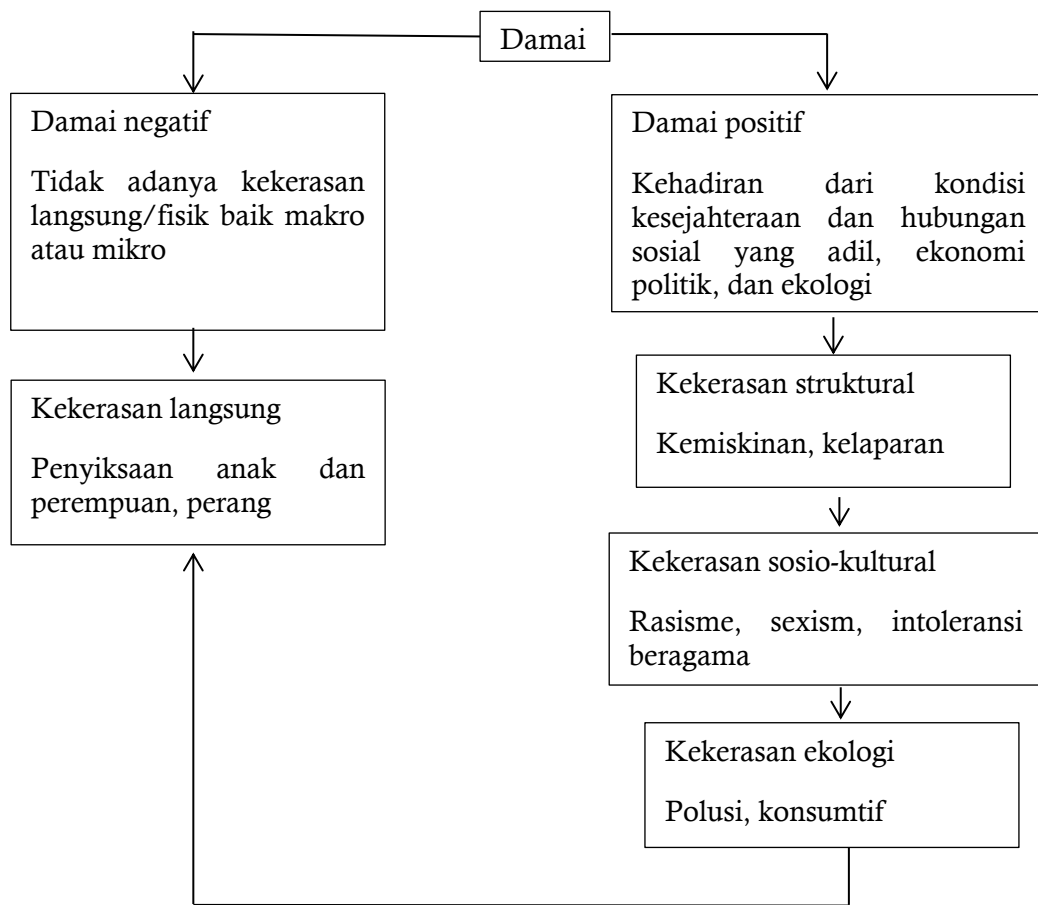 Damai
Damai negatif
Tidak adanya kekerasan
langsung/fisik baik makro
atau mikro
Damai positif
Kehadiran dari kondisi
kesejahteraan dan hubungan
sosial yang adil, ekonomi
politik, dan ekologi
Kekerasan langsung
Penyiksaan anak dan
perempuan, perang
Kekerasan struktural
Kemiskinan, kelaparan
Kekerasan sosio-kultural
Rasisme, sexism, intoleransi
beragama
Kekerasan ekologi
Polusi, konsumtif